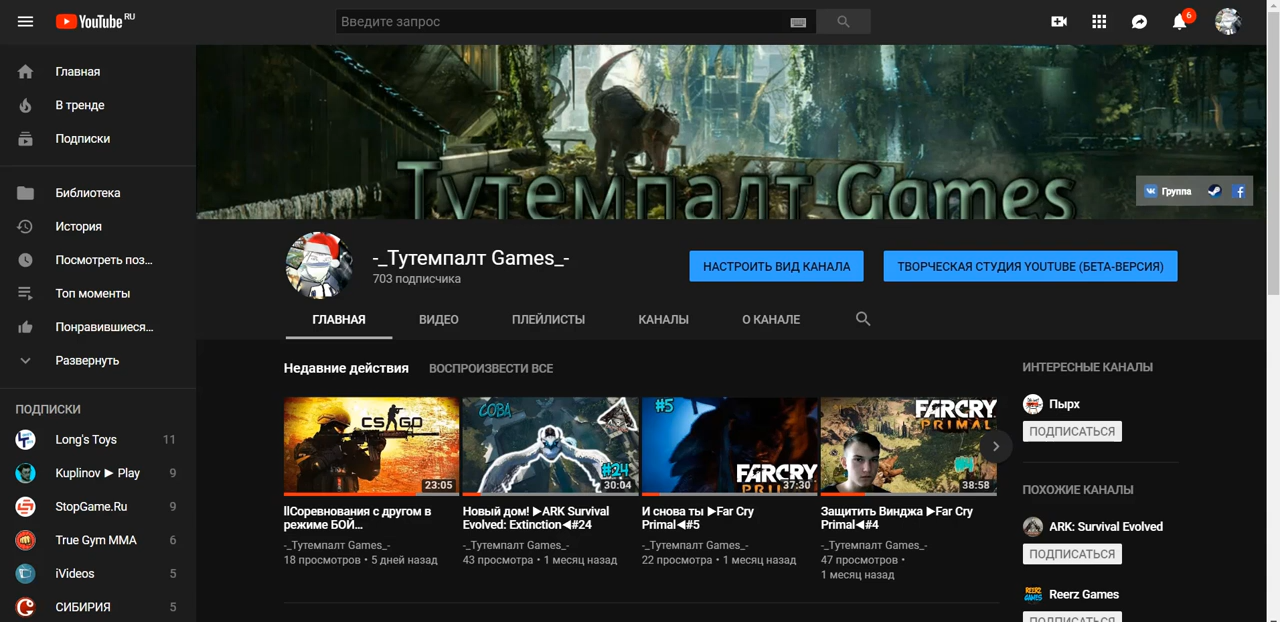 YouTube RU
Введите запрос
6
Главная
В тренде
Подписки
Библиотека
История
Посмотреть поз...
Топ моменты
Понравившиеся...
Развернуть
ПОДПИСКИ
Long's Toys 11
Kuplinov ► Play 9
StopGame.Ru 9
True Gym MMA 6
iVideos 5
СИБИРИЯ 5
Тутемпалт Games
Группа
-_Тутемпалт Games_-
703 подписчика
НАСТРОИТЬ ВИД КАНАЛА
ТВОРЧЕСКАЯ СТУДИЯ YOUTUBE (БЕТА-ВЕРСИЯ)
ГЛАВНАЯ ВИДЕО ПЛЕЙЛИСТЫ КАНАЛЫ О КАНАЛЕ
Недавние действия ВОСПРОИЗВЕСТИ ВСЕ
CS GO
23:05
llСоревнования с другом в
режиме БОЙ...
-_Тутемпалт Games_-
18 просмотров • 5 дней назад
СОВА
#24
30:04
Новый дом! ►ARK Survival
Evolved: Extinction◄#24
-_Тутемпалт Games_-
43 просмотра • 1 месяц назад
#5
FARCRY
PRIMAL
37:30
И снова ты ►Far Cry
Primal◄#5
-_Тутемпалт Games_-
22 просмотра • 1 месяц назад
FARCRY
PRIMAL
#4
38:58
Защитить Винджа ►Far Cry
Primal◄#4
-_Тутемпалт Games_-
47 просмотров •
1 месяц назад
ИНТЕРЕСНЫЕ КАНАЛЫ
Пырх
ПОДПИСАТЬСЯ
ПОХОЖИЕ КАНАЛЫ
ARK: Survival Evolved
ПОДПИСАТЬСЯ
Reerz Games
ПОДПИСАТЬСЯ